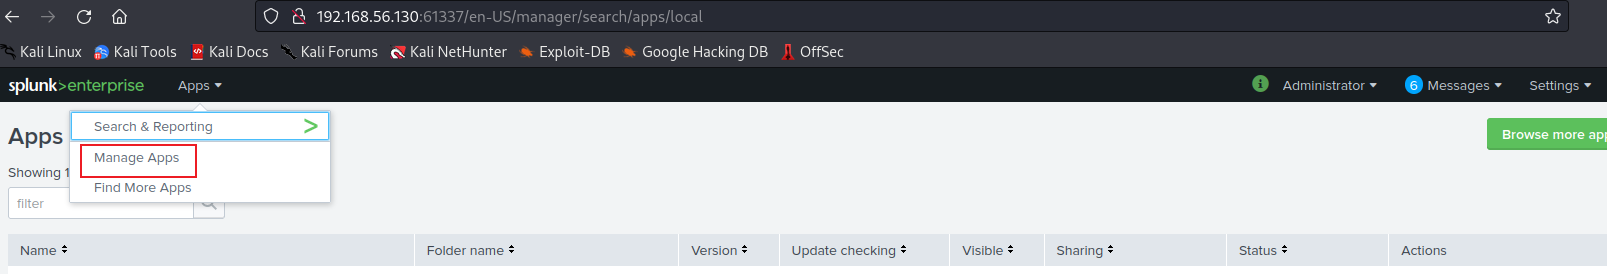 192.168.56.130:61337/en-US/manager/search/apps/local
Kali Linux Kali Tools Kali Docs Kali Forums Kali NetHunter Exploit-DB Google Hacking DB OffSec
splunk>enterprise Apps Administrator 6 Messages Settings
Search & Reporting >
Apps Browse more app
Manage Apps
Showing 1
Find More Apps
filter
Name Folder name Version Update checking Visible Sharing Status Actions